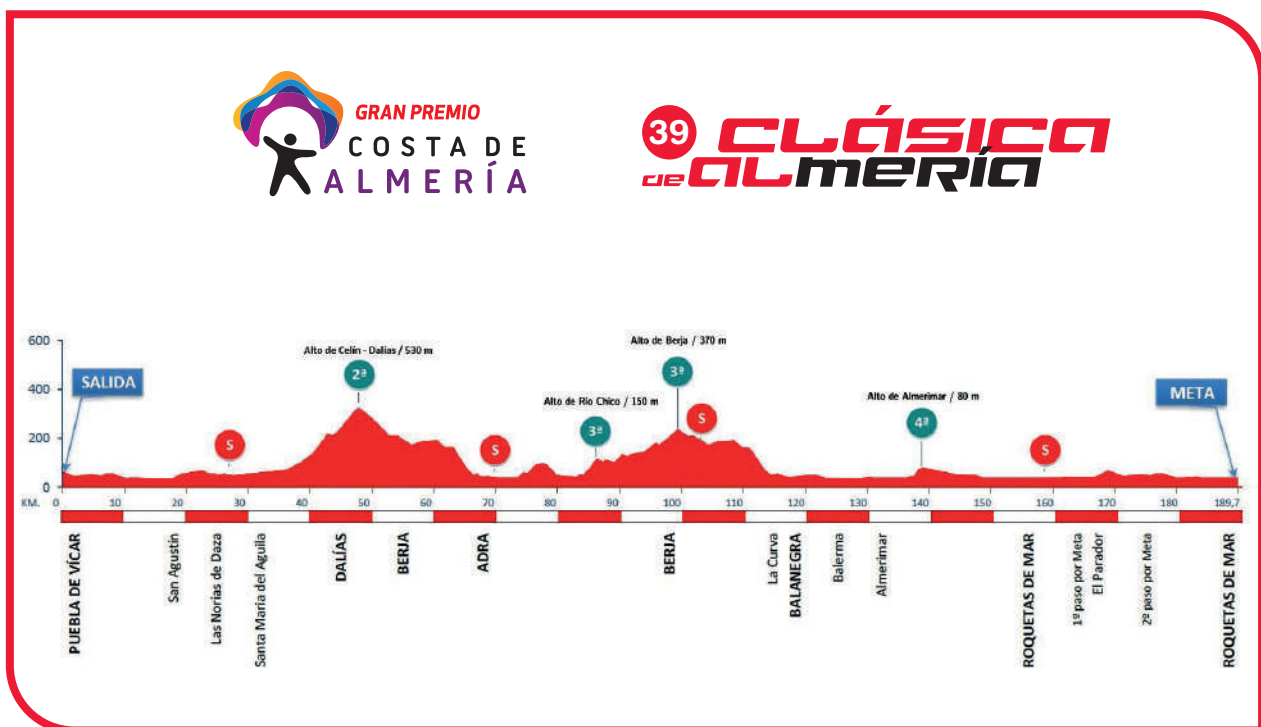 GRAN PREMIO
COSTA DE
ALMERÍA
39 CLÁSICA
de ALMERÍA
600
400
200
0
SALIDA
META
Alto de Celín - Dalías / 530 m
2ª
Alto de Río Chico / 150 m
3ª
Alto de Berja / 370 m
3ª
Alto de Almerimar / 80 m
4ª
S
S
S
S
KM. 0 10 20 30 40 50 60 70 80 90 100 110 120 130 140 150 160 170 180 189,7
PUEBLA DE VÍCAR
San Agustín
Las Norias de Daza
Santa Maria del Aguila
DALÍAS
BERJA
ADRA
BERJA
La Curva
BALANEGRA
Balerma
Almerimar
ROQUETAS DE MAR
1º paso por Meta
El Parador
2º paso por Meta
ROQUETAS DE MAR